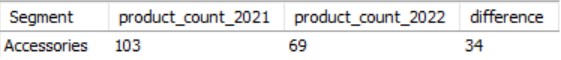 Segment product_count_2021 product_count_2022 difference
Accessories 103 69 34